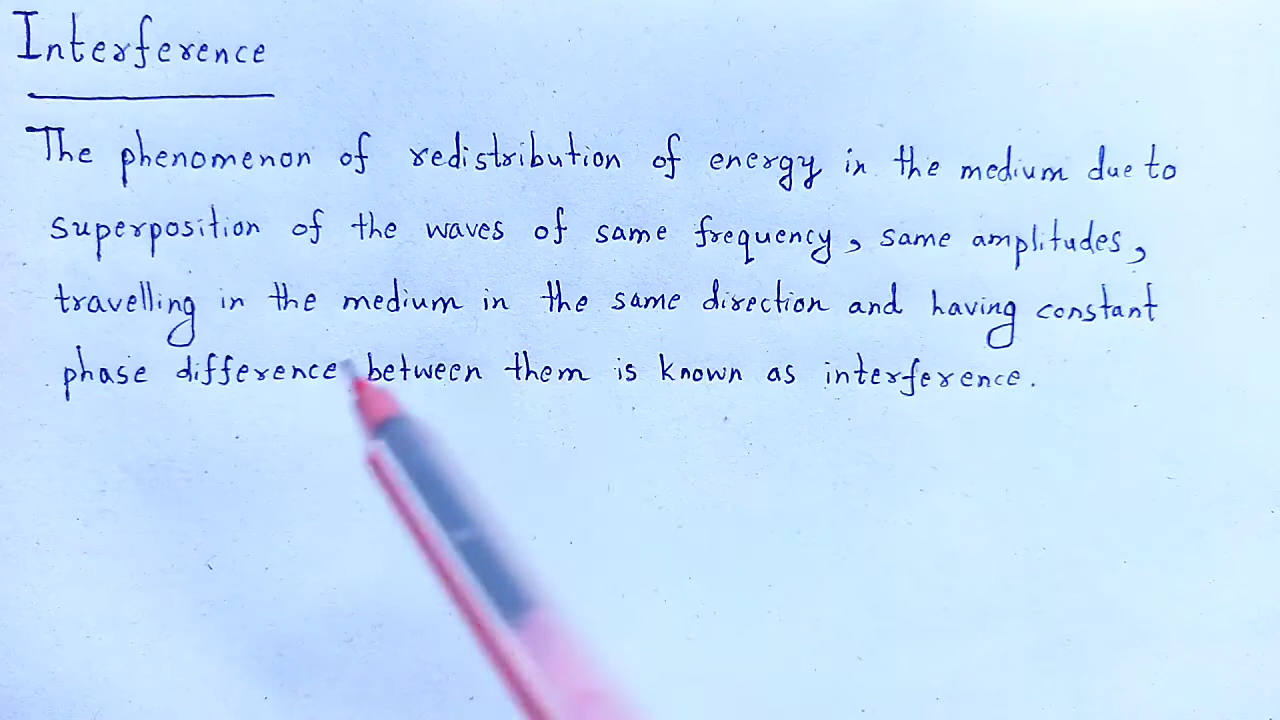 Interference
The phenomenon of redistribution of energy in the medium due to
superposition of the waves of same frequency, same amplitudes,
travelling in the medium in the same direction and having constant
phase difference between them is known as interference.